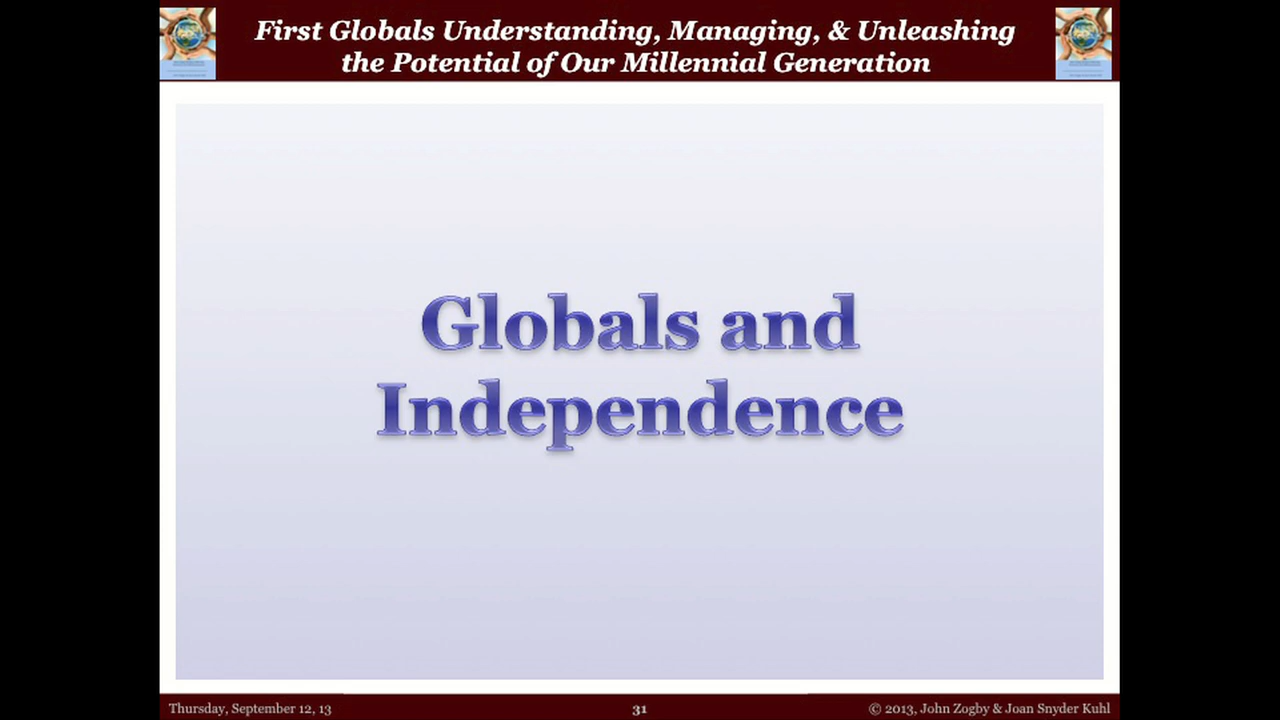 First Globals Understanding, Managing, & Unleashing
the Potential of Our Millennial Generation
Globals and
Independence
Thursday, September 12, 13
31
© 2013, John Zogby & Joan Snyder Kuhl